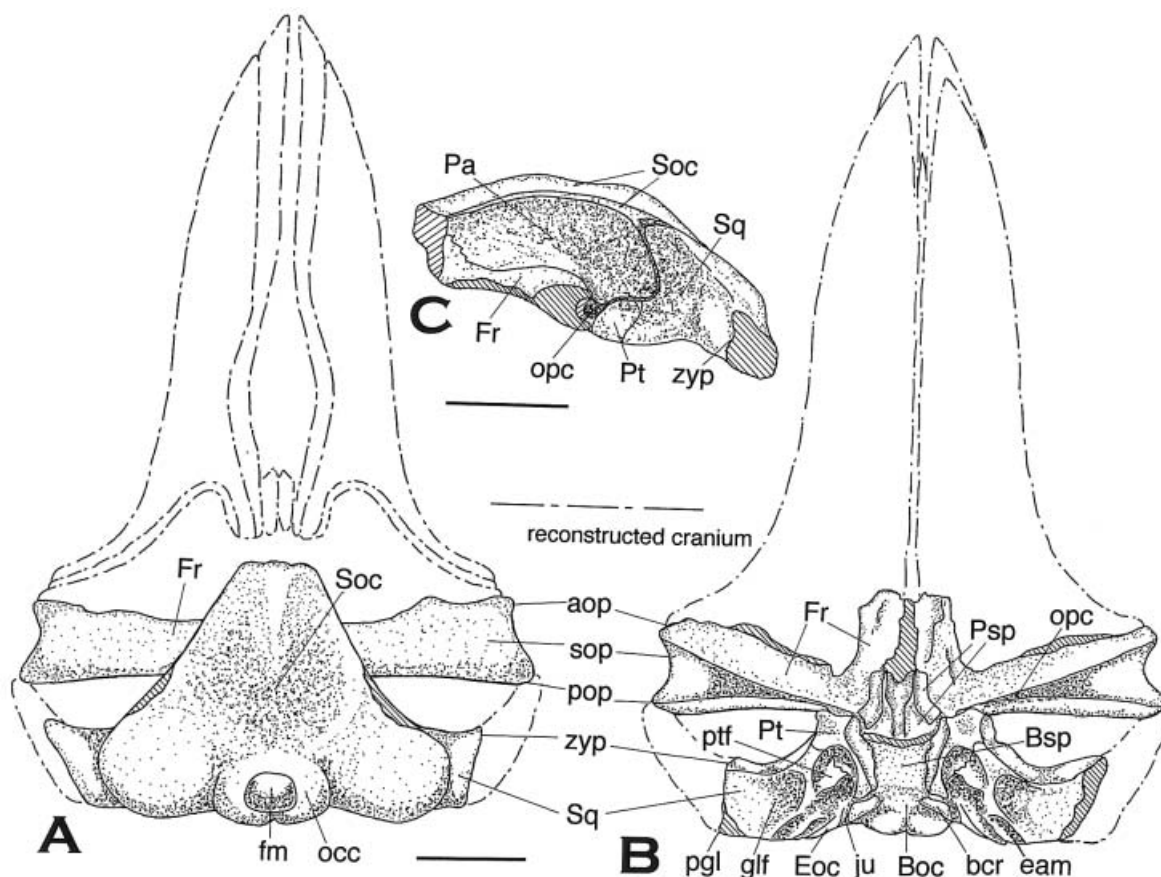 Pa
Soc
Sq
C
Fr
opc
Pt
zyp
reconstructed cranium
Fr
Soc
aop
sop
pop
zyp
Sq
fm
occ
A
Fr
Psp
opc
Pt
ptf
Bsp
pgl
glf
Eoc
ju
Boc
bcr
eam
B